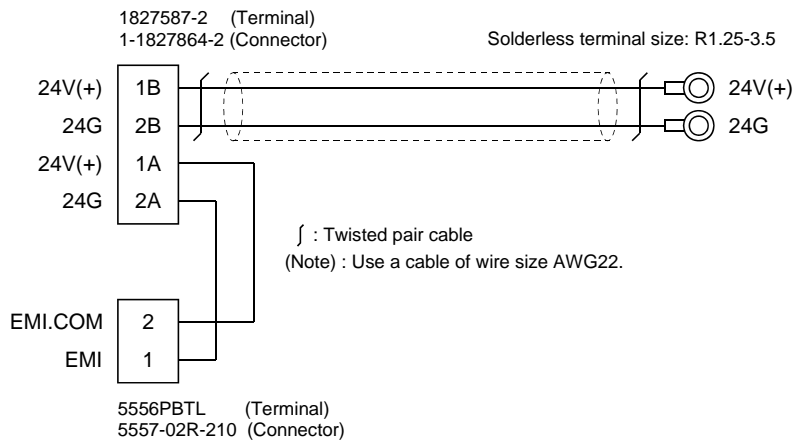 1827587-2 (Terminal)
1-1827864-2 (Connector)
Solderless terminal size: R1.25-3.5
24V(+) 1B 24V(+)
24G 2B 24G
24V(+) 1A
24G 2A
∫ : Twisted pair cable
(Note) : Use a cable of wire size AWG22.
EMI.COM 2
EMI 1
5556PBTL (Terminal)
5557-02R-210 (Connector)